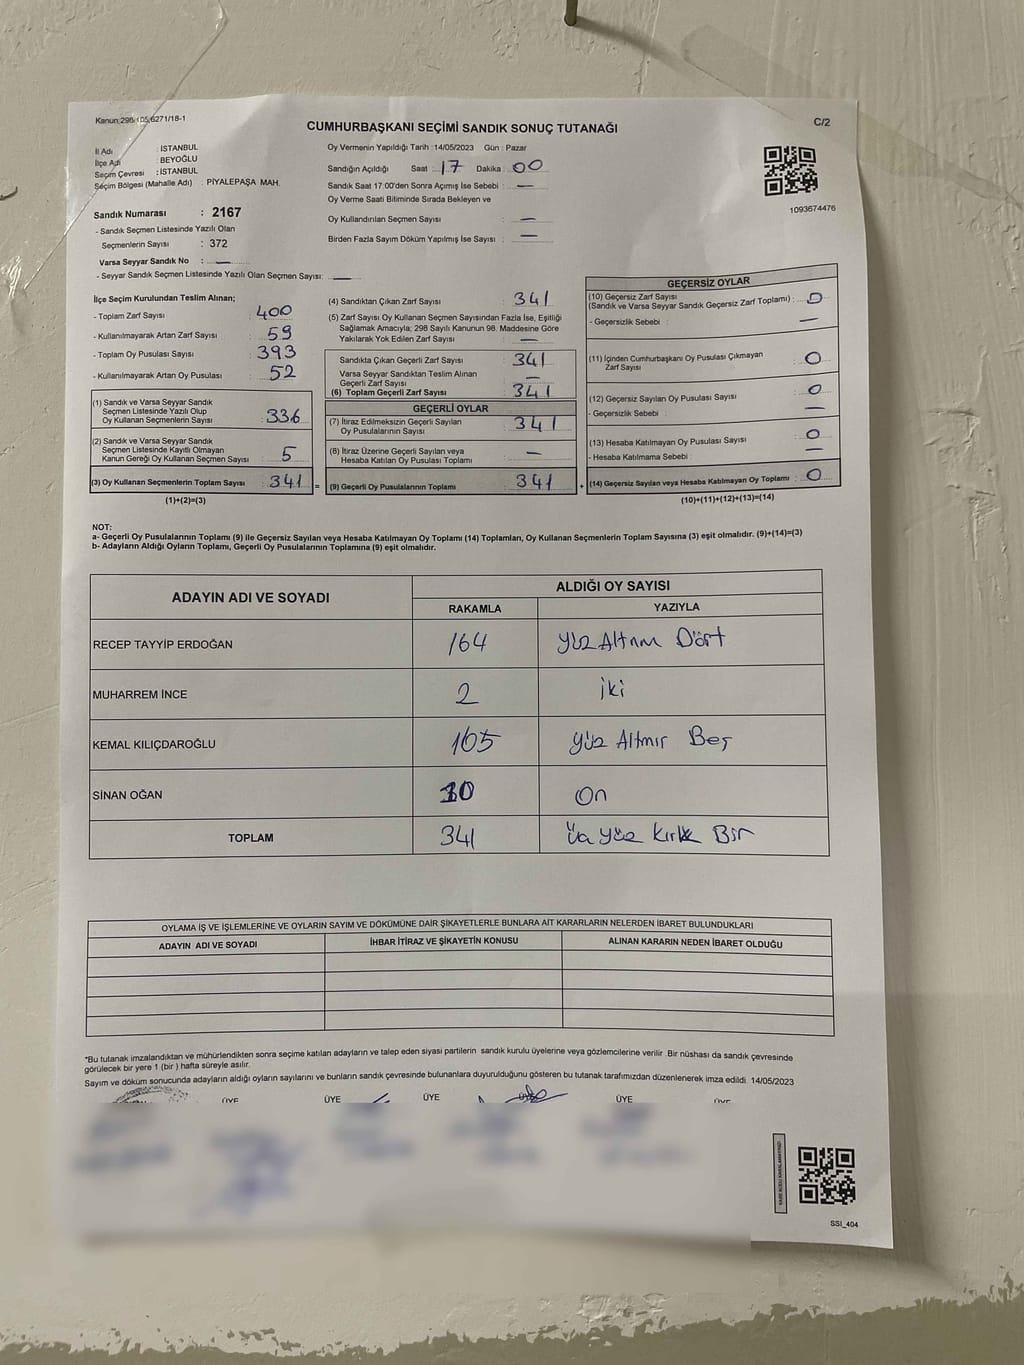 Kanun:298/105,6271/18-1
CUMHURBAŞKANI SEÇİMİ SANDIK SONUÇ TUTANAĞI
C/2
İl Adı : İSTANBUL
İlçe Adı : BEYOĞLU
Seçim Çevresi : İSTANBUL
Seçim Bölgesi (Mahalle Adı) : PİYALEPAŞA MAH.
Sandık Numarası : 2167
- Sandık Seçmen Listesinde Yazılı Olan
Seçmenlerin Sayısı : 372
Varsa Seyyar Sandık No : —
- Seyyar Sandık Seçmen Listesinde Yazılı Olan Seçmen Sayısı: —
Oy Vermenin Yapıldığı Tarih : 14/05/2023 Gün : Pazar
Sandığın Açıldığı Saat : 17 Dakika : 00
Sandık Saat 17:00'den Sonra Açımış İse Sebebi : —
Oy Verme Saati Bitiminde Sırada Bekleyen ve
Oy Kullandırılan Seçmen Sayısı : —
Birden Fazla Sayım Döküm Yapılmış İse Sayısı : —
1093674476
İlçe Seçim Kurulundan Teslim Alınan;
- Toplam Zarf Sayısı : 400
- Kullanılmayarak Artan Zarf Sayısı : 59
- Toplam Oy Pusulası Sayısı : 393
- Kullanılmayarak Artan Oy Pusulası : 52
(1) Sandık ve Varsa Seyyar Sandık
Seçmen Listesinde Yazılı Olup
Oy Kullanan Seçmenlerin Sayısı : 336
(2) Sandık ve Varsa Seyyar Sandık
Seçmen Listesinde Kayıtlı Olmayan
Kanun Gereği Oy Kullanan Seçmen Sayısı : 5
(3) Oy Kullanan Seçmenlerin Toplam Sayısı : 341 =
(1)+(2)=(3)
(4) Sandıktan Çıkan Zarf Sayısı : 341
(5) Zarf Sayısı Oy Kullanan Seçmen Sayısından Fazla İse, Eşitliği
Sağlamak Amacıyla; 298 Sayılı Kanunun 98. Maddesine Göre
Yakılarak Yok Edilen Zarf Sayısı : —
Sandıkta Çıkan Geçerli Zarf Sayısı : 341
Varsa Seyyar Sandıktan Teslim Alınan
Geçerli Zarf Sayısı : —
(6) Toplam Geçerli Zarf Sayısı : 341
GEÇERLİ OYLAR
(7) İtiraz Edilmeksizin Geçerli Sayılan
Oy Pusulalarının Sayısı : 341
(8) İtiraz Üzerine Geçerli Sayılan veya
Hesaba Katılan Oy Pusulası Toplamı : —
(9) Geçerli Oy Pusulalarının Toplamı : 341 +
GEÇERSİZ OYLAR
(10) Geçersiz Zarf Sayısı
(Sandık ve Varsa Seyyar Sandık Geçersiz Zarf Toplamı) : 0
- Geçersizlik Sebebi : —
(11) İçinden Cumhurbaşkanı Oy Pusulası Çıkmayan
Zarf Sayısı : 0
(12) Geçersiz Sayılan Oy Pusulası Sayısı : 0
- Geçersizlik Sebebi : —
(13) Hesaba Katılmayan Oy Pusulası Sayısı : 0
- Hesaba Katılmama Sebebi : —
(14) Geçersiz Sayılan veya Hesaba Katılmayan Oy Toplamı : 0
(10)+(11)+(12)+(13)=(14)
NOT:
a- Geçerli Oy Pusulalarının Toplamı (9) ile Geçersiz Sayılan veya Hesaba Katılmayan Oy Toplamı (14) Toplamları, Oy Kullanan Seçmenlerin Toplam Sayısına (3) eşit olmalıdır. (9)+(14)=(3)
b- Adayların Aldığı Oyların Toplamı, Geçerli Oy Pusulalarının Toplamına (9) eşit olmalıdır.
ADAYIN ADI VE SOYADI
ALDIĞI OY SAYISI
RAKAMLA YAZIYLA
RECEP TAYYİP ERDOĞAN 164 Yüz Altmı Dört
MUHARREM İNCE 2 iki
KEMAL KILIÇDAROĞLU 165 Yüz Altmış Beş
SİNAN OĞAN 10 On
TOPLAM 341 Üç Yüz Kırk Bir
OYLAMA İŞ VE İŞLEMLERİNE VE OYLARIN SAYIM VE DÖKÜMÜNE DAİR ŞİKAYETLERLE BUNLARA AİT KARARLARIN NELERDEN İBARET BULUNDUKLARI
ADAYIN ADI VE SOYADI İHBAR İTİRAZ VE ŞİKAYETİN KONUSU ALINAN KARARIN NEDEN İBARET OLDUĞU
*Bu tutanak imzalandıktan ve mühürlendikten sonra seçime katılan adayların ve talep eden siyasi partilerin sandık kurulu üyelerine veya gözlemcilerine verilir. Bir nüshası da sandık çevresinde
görülecek bir yere 1 (bir) hafta süreyle asılır.
Sayım ve döküm sonucunda adayların aldığı oyların sayılarını ve bunların sandık çevresinde bulunanlara duyurulduğunu gösteren bu tutanak tarafımızdan düzenlenerek imza edildi. 14/05/2023
ÜYE ÜYE ÜYE ÜYE ÜYE ÜYE
SSI_404